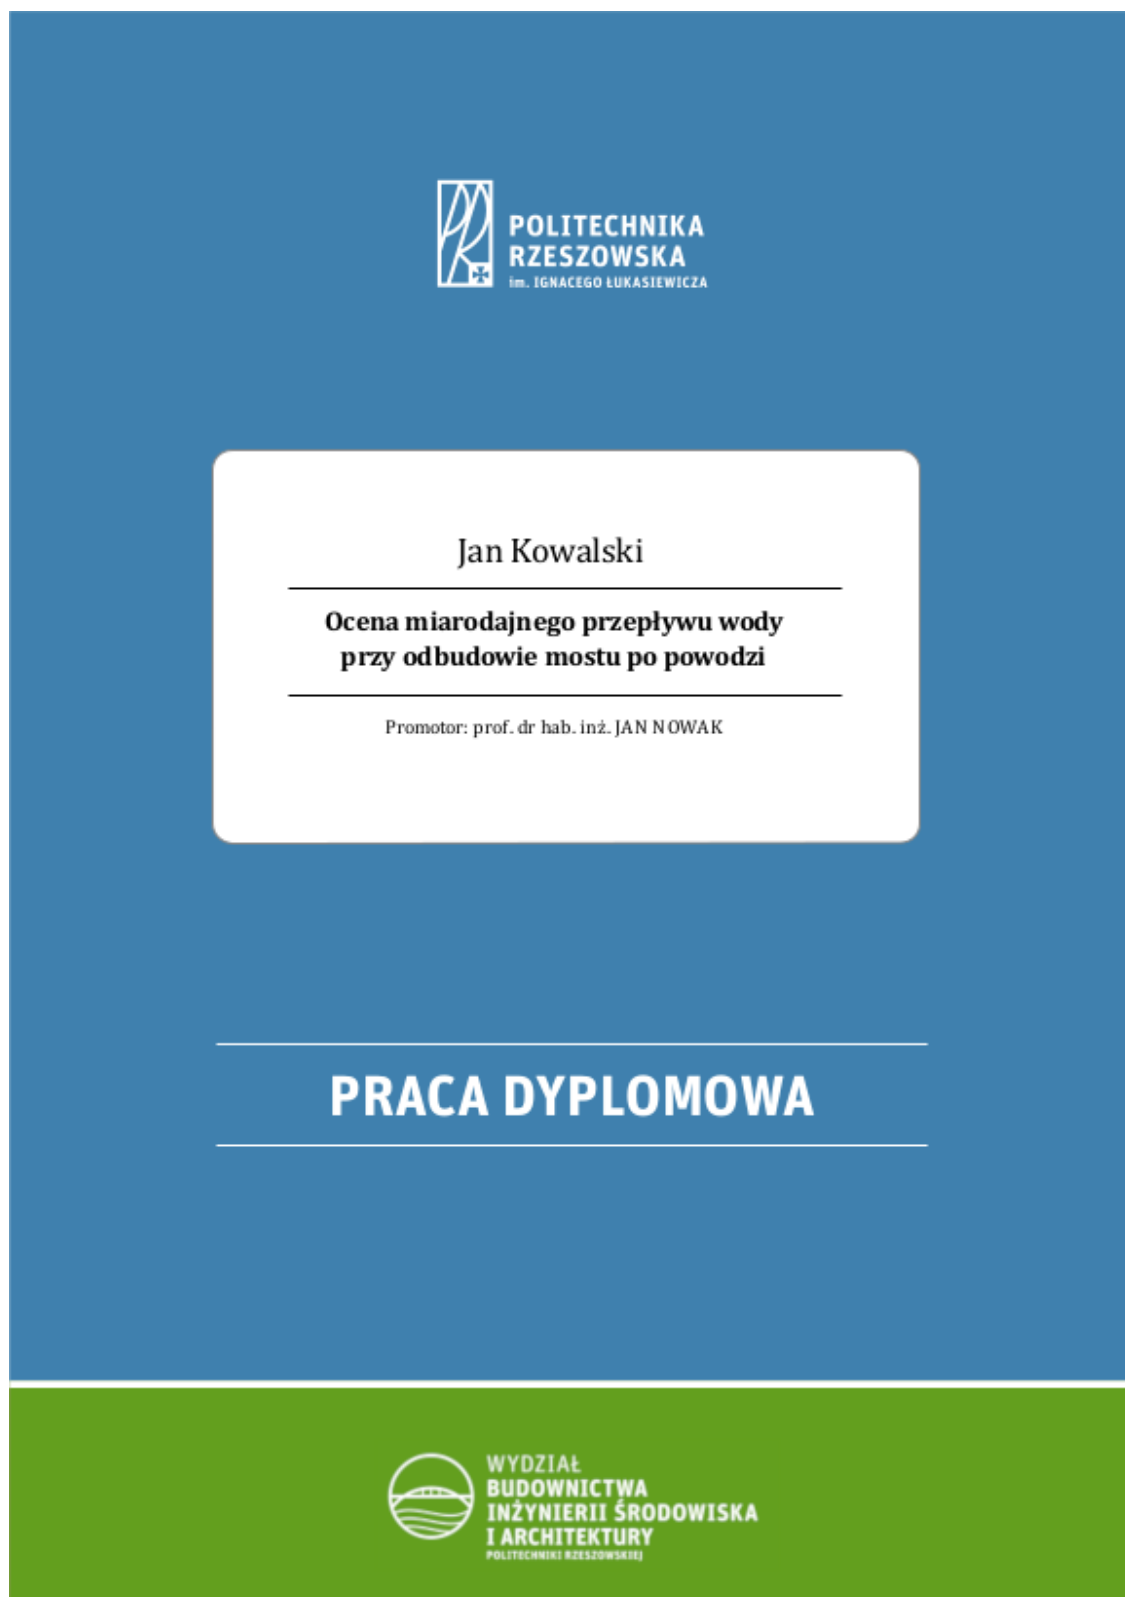 POLITECHNIKA
RZESZOWSKA
im. IGNACEGO ŁUKASIEWICZA
Jan Kowalski
Ocena miarodajnego przepływu wody
przy odbudowie mostu po powodzi
Promotor: prof. dr hab. inż. JAN NOWAK
PRACA DYPLOMOWA
WYDZIAŁ
BUDOWNICTWA
INŻYNIERII ŚRODOWISKA
I ARCHITEKTURY
POLITECHNIKI RZESZOWSKIEJ